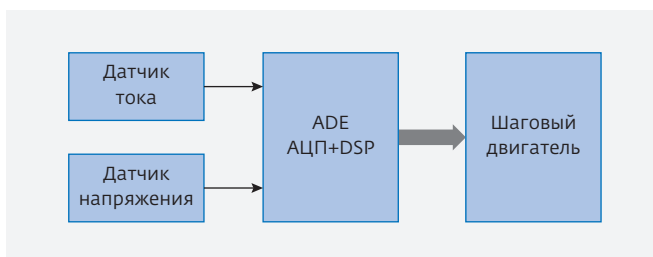 Датчик
тока
Датчик
напряжения
ADE
АЦП+DSP
Шаговый
двигатель